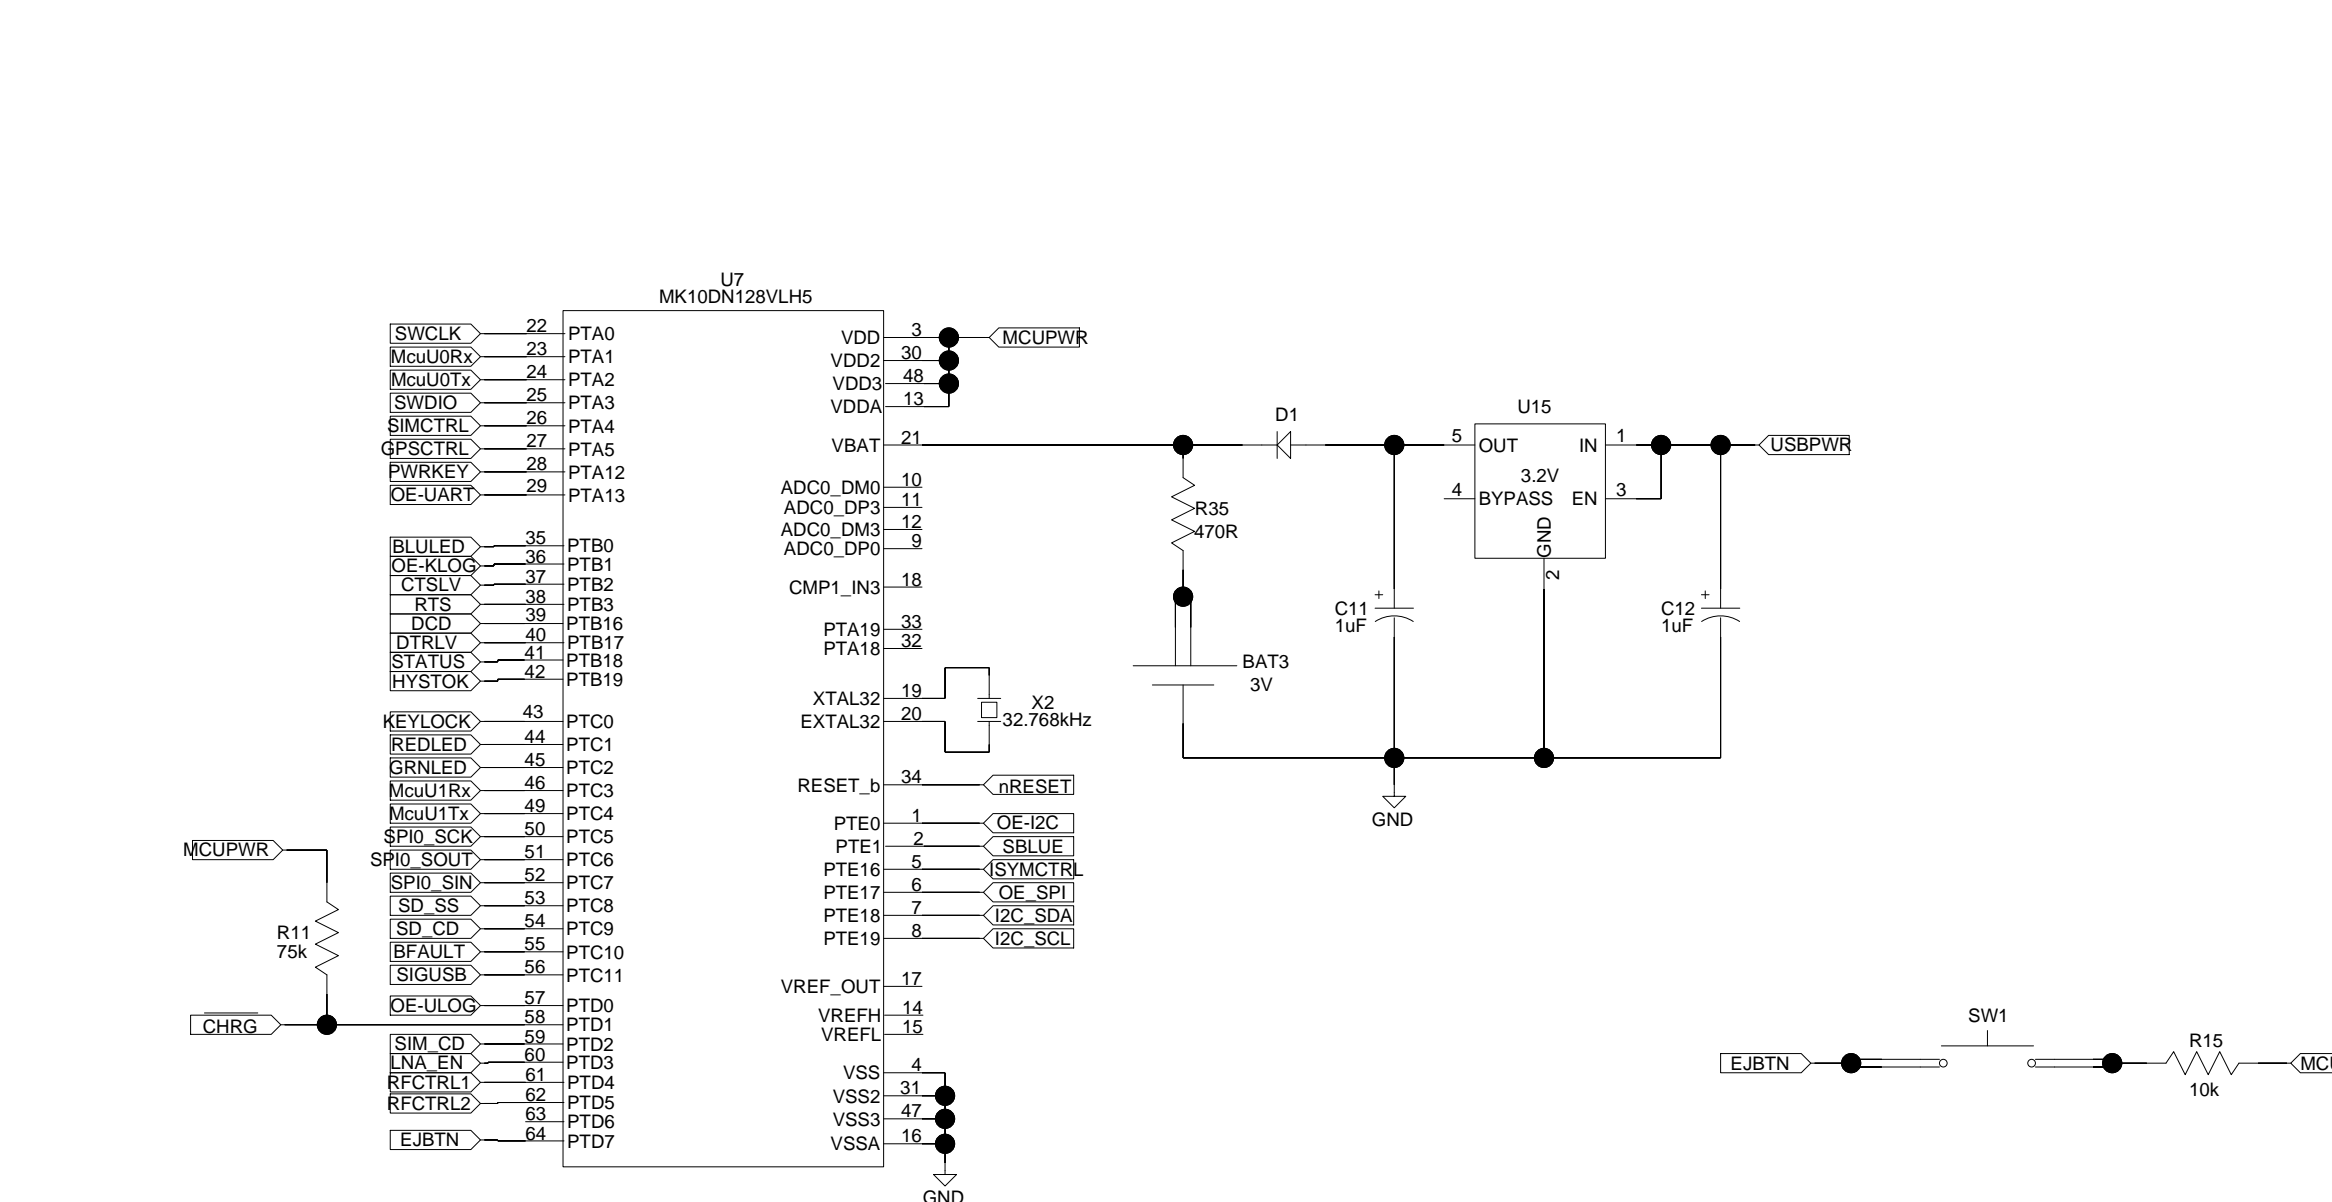 U7
MK10DN128VLH5
SWCLK 22 PTA0
McuU0Rx 23 PTA1
McuU0Tx 24 PTA2
SWDIO 25 PTA3
SIMCTRL 26 PTA4
GPSCTRL 27 PTA5
PWRKEY 28 PTA12
OE-UART 29 PTA13
BLULED 35 PTB0
OE-KLOG 36 PTB1
CTSLV 37 PTB2
RTS 38 PTB3
DCD 39 PTB16
DTRLV 40 PTB17
STATUS 41 PTB18
HYSTOK 42 PTB19
KEYLOCK 43 PTC0
REDLED 44 PTC1
GRNLED 45 PTC2
McuU1Rx 46 PTC3
McuU1Tx 49 PTC4
SPI0_SCK 50 PTC5
SPI0_SOUT 51 PTC6
SPI0_SIN 52 PTC7
SD_SS 53 PTC8
SD_CD 54 PTC9
BFAULT 55 PTC10
SIGUSB 56 PTC11
OE-ULOG 57 PTD0
58 PTD1
SIM_CD 59 PTD2
LNA_EN 60 PTD3
RFCTRL1 61 PTD4
RFCTRL2 62 PTD5
63 PTD6
EJBTN 64 PTD7
MCUPWR
R11
75k
CHRG
VDD 3 MCUPWR
VDD2 30
VDD3 48
VDDA 13
VBAT 21
ADC0_DM0 10
ADC0_DP3 11
ADC0_DM3 12
ADC0_DP0 9
CMP1_IN3 18
PTA19 33
PTA18 32
XTAL32 19
EXTAL32 20
X2
32.768kHz
RESET_b 34 nRESET
PTE0 1 OE-I2C
PTE1 2 SBLUE
PTE16 5 ISYMCTRL
PTE17 6 OE_SPI
PTE18 7 I2C_SDA
PTE19 8 I2C_SCL
VREF_OUT 17
VREFH 14
VREFL 15
VSS 4
VSS2 31
VSS3 47
VSSA 16
GND
D1
R35
470R
BAT3
3V
+
C11
1uF
GND
U15
5 OUT IN 1
3.2V
4 BYPASS EN 3
GND
2
USBPWR
+
C12
1uF
SW1
EJBTN
R15
10k
MCU